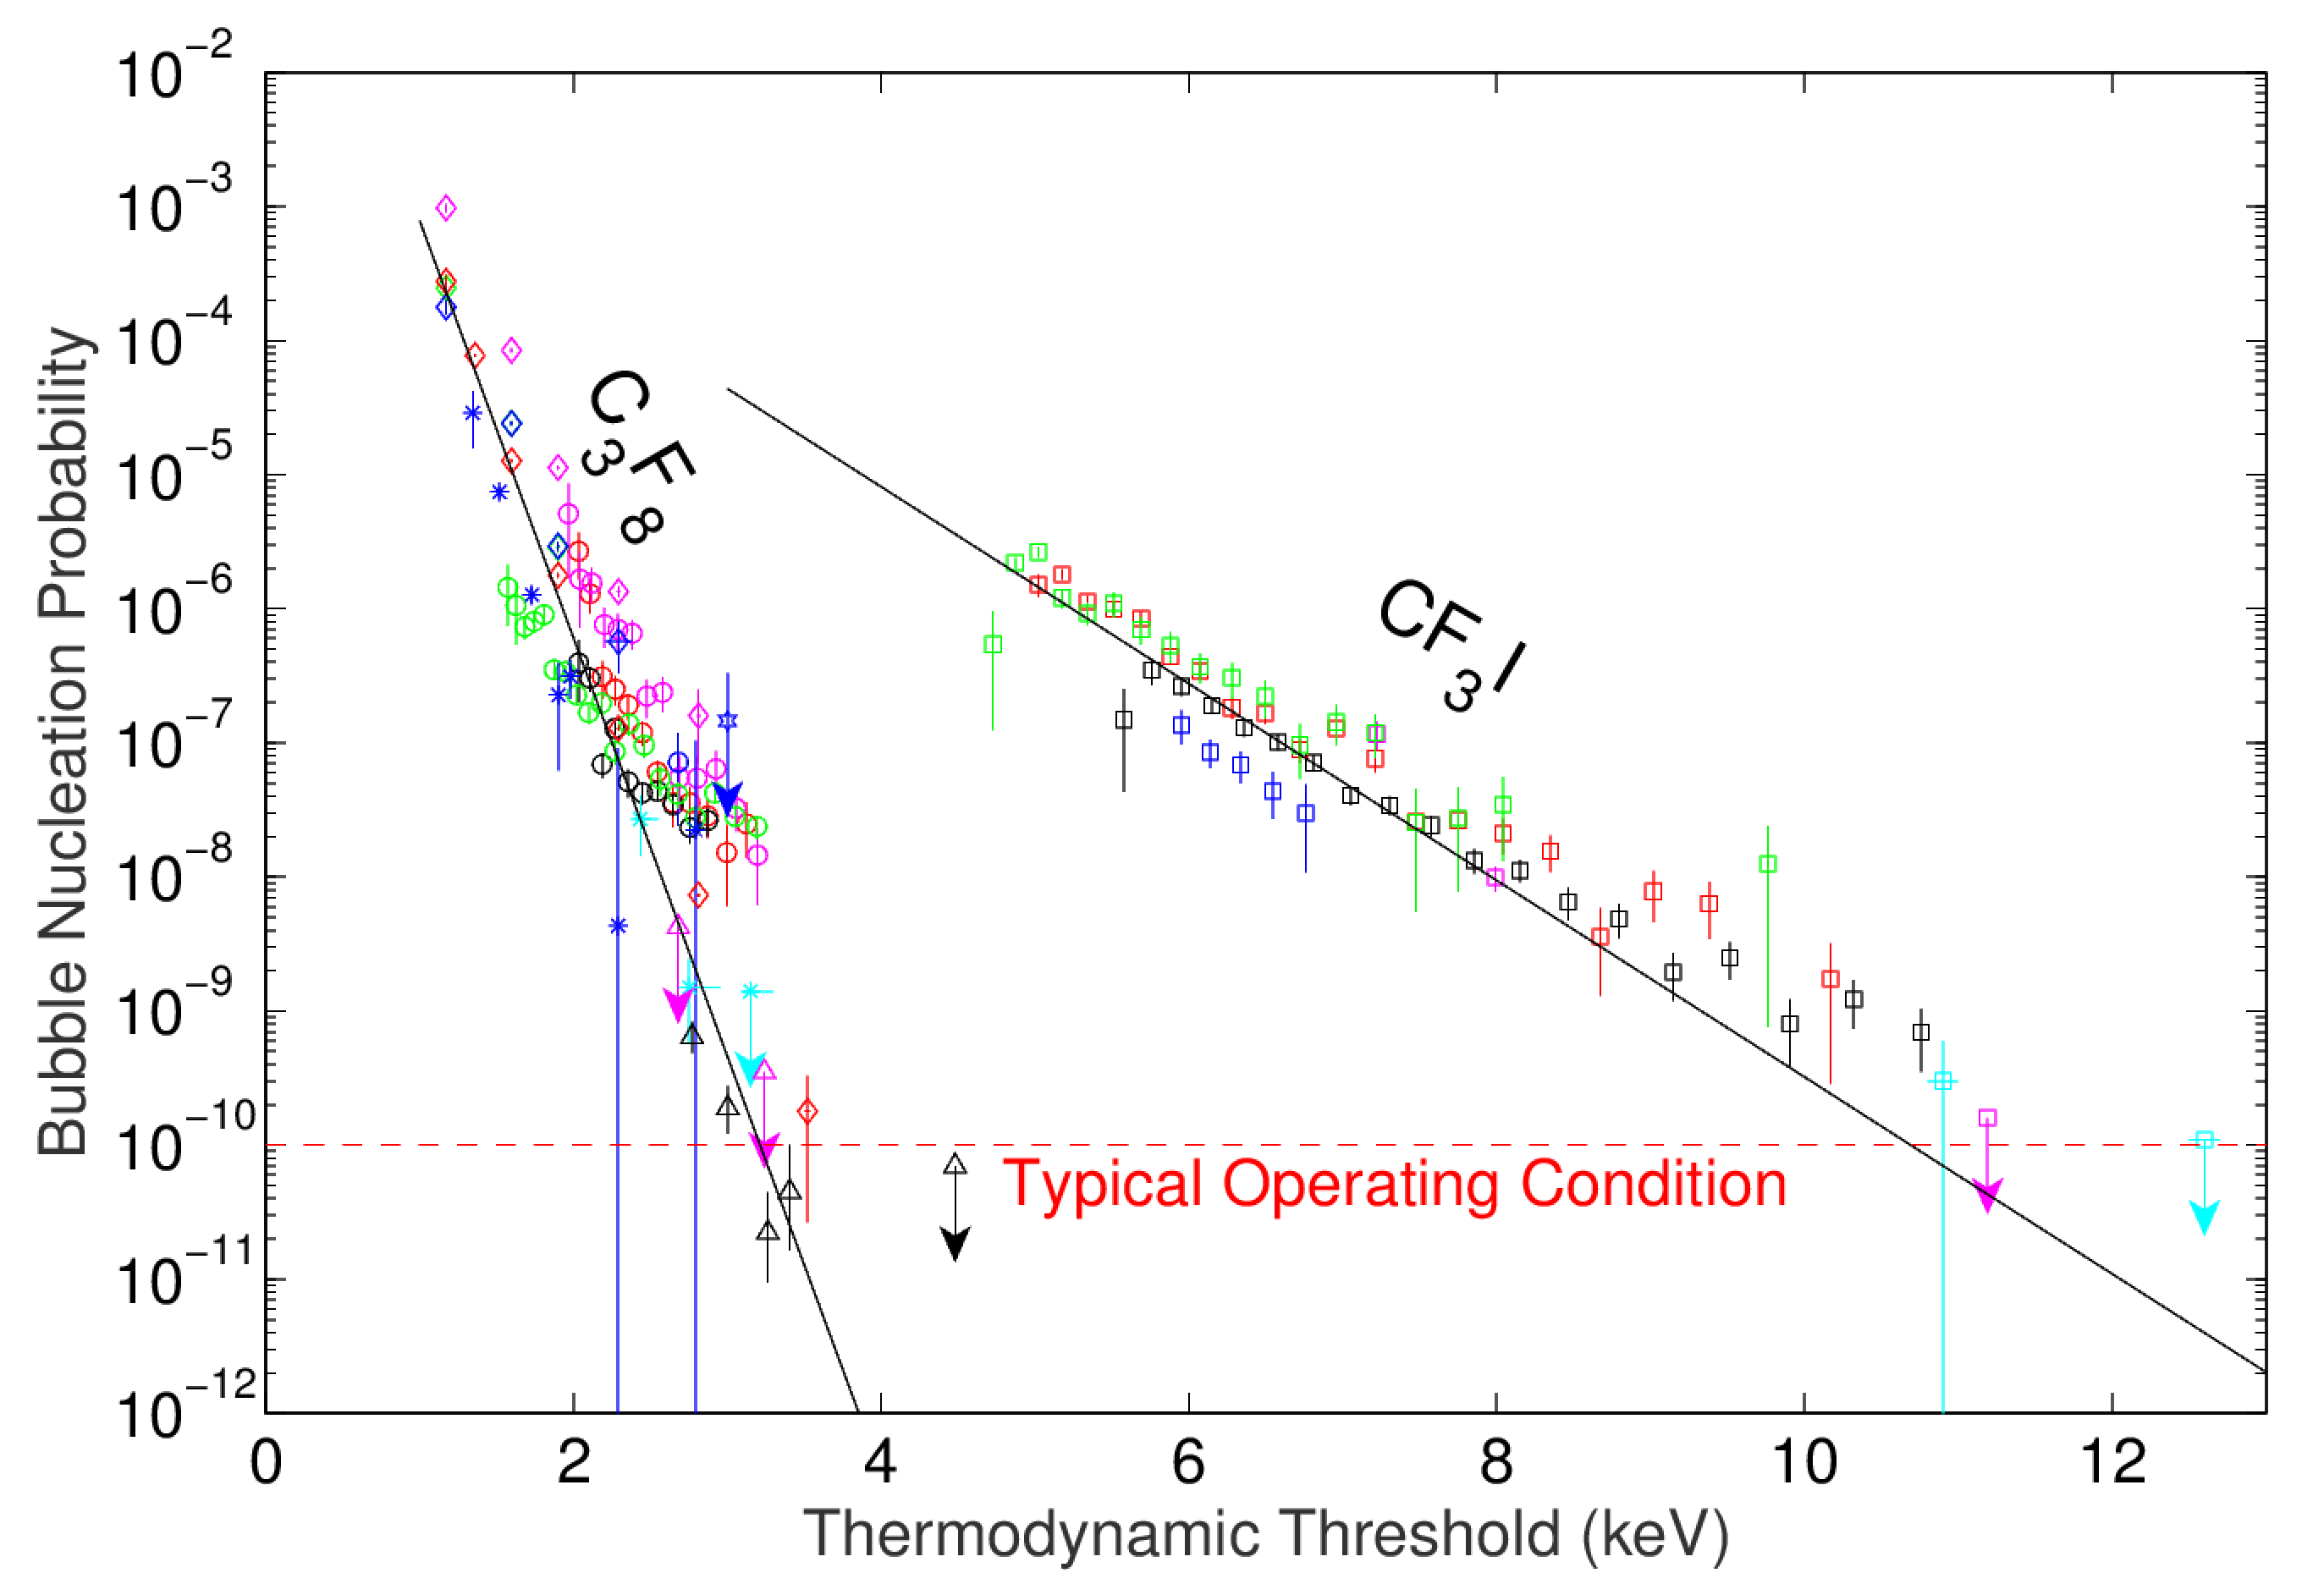 10−2
10−3
10−4
10−5
10−6
10−7
10−8
10−9
10−10
10−11
10−12
Bubble Nucleation Probability
C3F8
CF3I
Typical Operating Condition
0 2 4 6 8 10 12
Thermodynamic Threshold (keV)